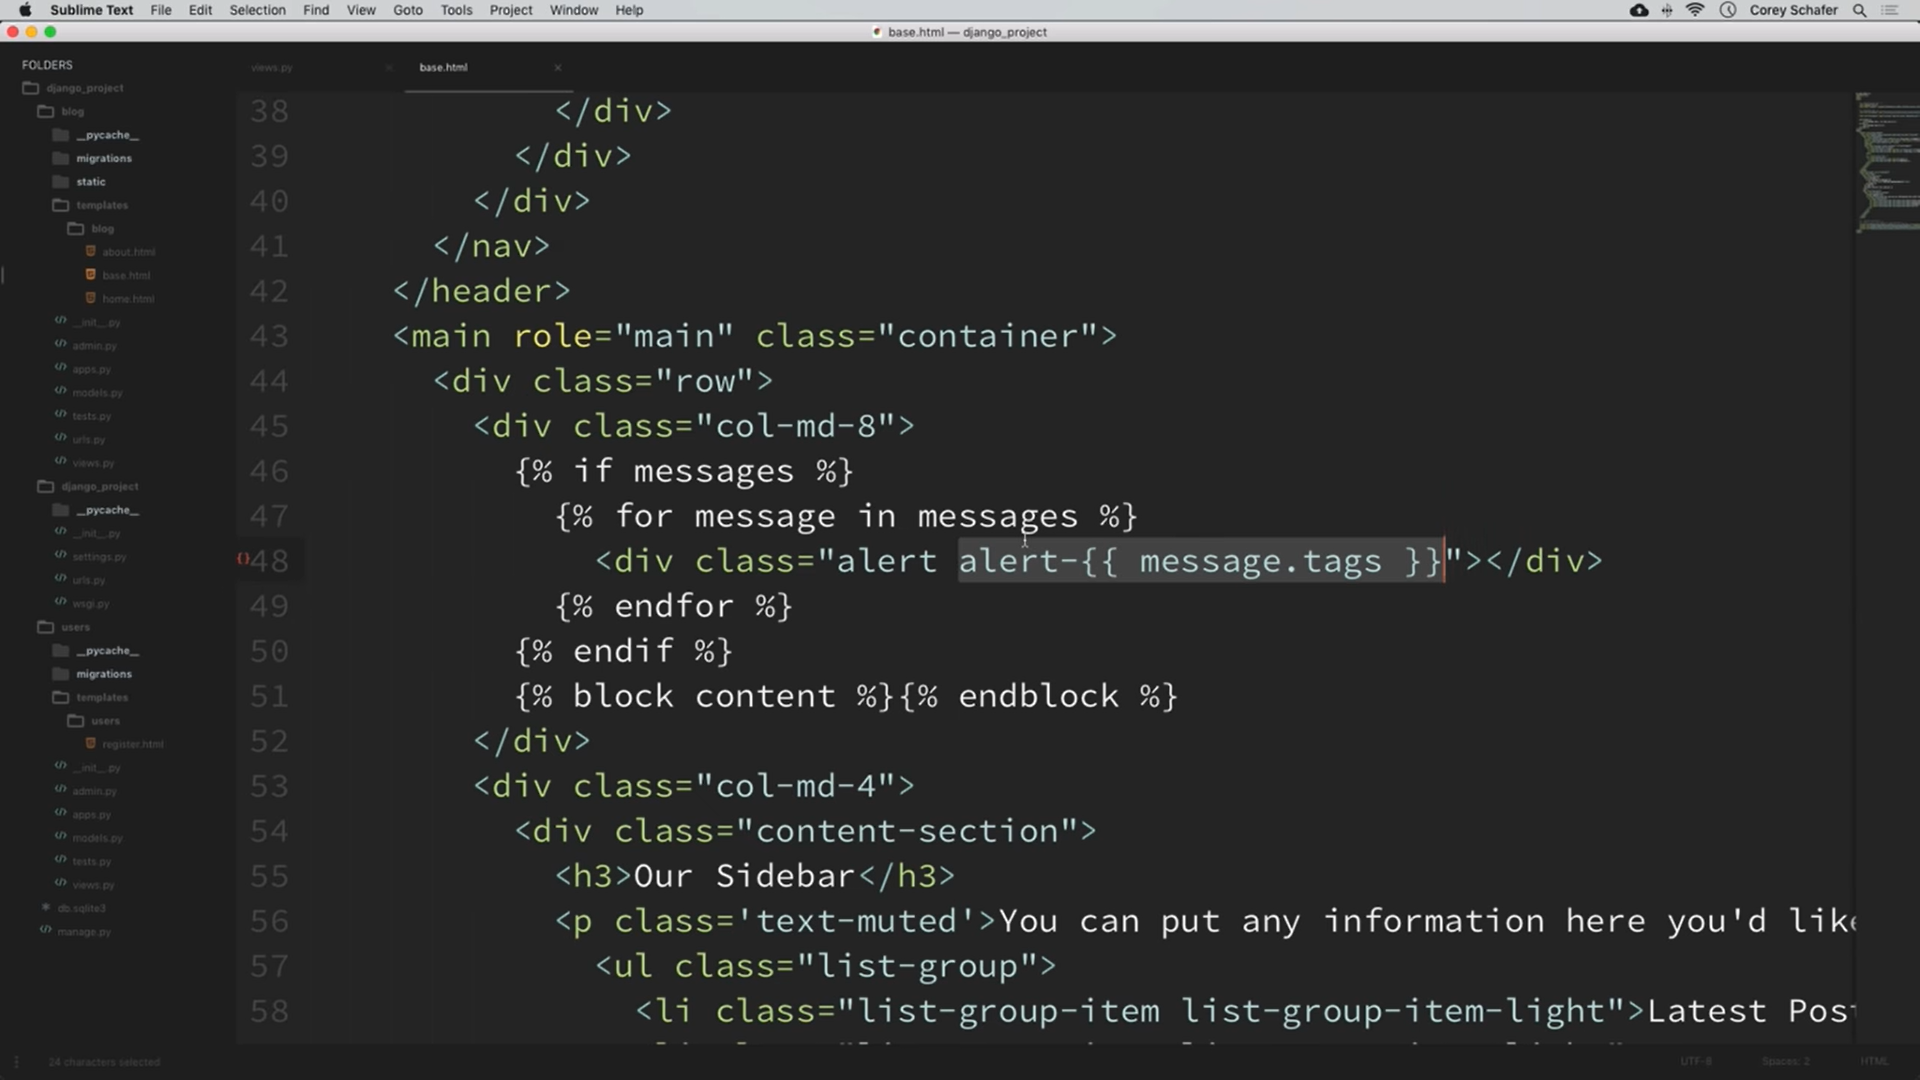 Sublime Text File Edit Selection Find View Goto Tools Project Window Help Corey Schafer
base.html — django_project
FOLDERS
django_project
blog
__pycache__
migrations
static
templates
blog
about.html
base.html
home.html
__init__.py
admin.py
apps.py
models.py
tests.py
urls.py
views.py
django_project
__pycache__
__init__.py
settings.py
urls.py
wsgi.py
users
__pycache__
migrations
templates
users
register.html
__init__.py
admin.py
apps.py
models.py
tests.py
views.py
db.sqlite3
manage.py
views.py base.html
38 </div>
39 </div>
40 </div>
41 </nav>
42 </header>
43 <main role="main" class="container">
44 <div class="row">
45 <div class="col-md-8">
46 {% if messages %}
47 {% for message in messages %}
48 <div class="alert alert-{{ message.tags }}"></div>
49 {% endfor %}
50 {% endif %}
51 {% block content %}{% endblock %}
52 </div>
53 <div class="col-md-4">
54 <div class="content-section">
55 <h3>Our Sidebar</h3>
56 <p class='text-muted'>You can put any information here you'd lik
57 <ul class="list-group">
58 <li class="list-group-item list-group-item-light">Latest Pos
24 characters selected UTF-8 Spaces: 2 HTML